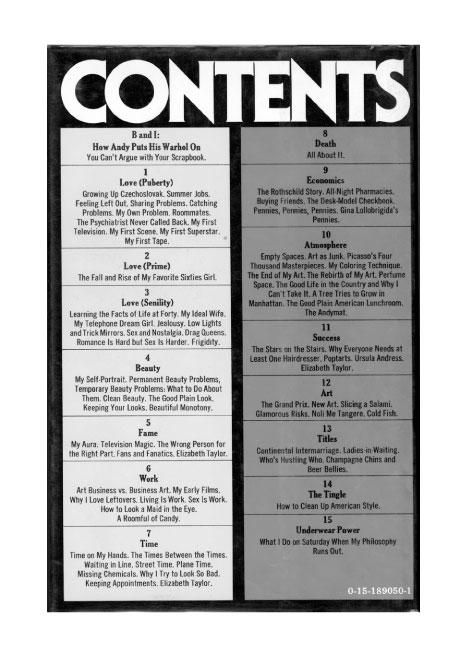 CONTENTS
B and I:
How Andy Puts His Warhol On
You Can't Argue with Your Scrapbook.
1
Love (Puberty)
Growing Up Czechoslovak. Summer Jobs.
Feeling Left Out, Sharing Problems. Catching
Problems. My Own Problem. Roommates.
The Psychiatrist Never Called Back. My First
Television. My First Scene. My First Superstar.
My First Tape.
2
Love (Prime)
The Fall and Rise of My Favorite Sixties Girl.
3
Love (Senility)
Learning the Facts of Life at Forty. My Ideal Wife.
My Telephone Dream Girl. Jealousy. Low Lights
and Trick Mirrors. Sex and Nostalgia. Drag Queens.
Romance Is Hard but Sex Is Harder. Frigidity.
4
Beauty
My Self-Portrait. Permanent Beauty Problems,
Temporary Beauty Problems: What to Do About
Them. Clean Beauty. The Good Plain Look.
Keeping Your Looks. Beautiful Monotony.
5
Fame
My Aura. Television Magic. The Wrong Person for
the Right Part. Fans and Fanatics. Elizabeth Taylor.
6
Work
Art Business vs. Business Art. My Early Films.
Why I Love Leftovers. Living Is Work. Sex Is Work.
How to Look a Maid in the Eye.
A Roomful of Candy.
7
Time
Time on My Hands. The Times Between the Times.
Waiting in Line. Street Time. Plane Time.
Missing Chemicals. Why I Try to Look So Bad.
Keeping Appointments. Elizabeth Taylor.
8
Death
All About It.
9
Economics
The Rothschild Story. All-Night Pharmacies.
Buying Friends. The Desk-Model Checkbook.
Pennies, Pennies, Pennies. Gina Lollobrigida's
Pennies.
10
Atmosphere
Empty Spaces. Art as Junk. Picasso's Four
Thousand Masterpieces. My Coloring Technique.
The End of My Art. The Rebirth of My Art. Perfume
Space. The Good Life in the Country and Why I
Can't Take It. A Tree Tries to Grow in
Manhattan. The Good Plain American Lunchroom.
The Andymat.
11
Success
The Stars on the Stairs. Why Everyone Needs at
Least One Hairdresser. Poptarts. Ursula Andress.
Elizabeth Taylor.
12
Art
The Grand Prix. New Art. Slicing a Salami.
Glamorous Risks. Noli Me Tangere. Cold Fish.
13
Titles
Continental Intermarriage. Ladies-in-Waiting.
Who's Hustling Who. Champagne Chins and
Beer Bellies.
14
The Tingle
How to Clean Up American Style.
15
Underwear Power
What I Do on Saturday When My Philosophy
Runs Out.
0-15-189050-1